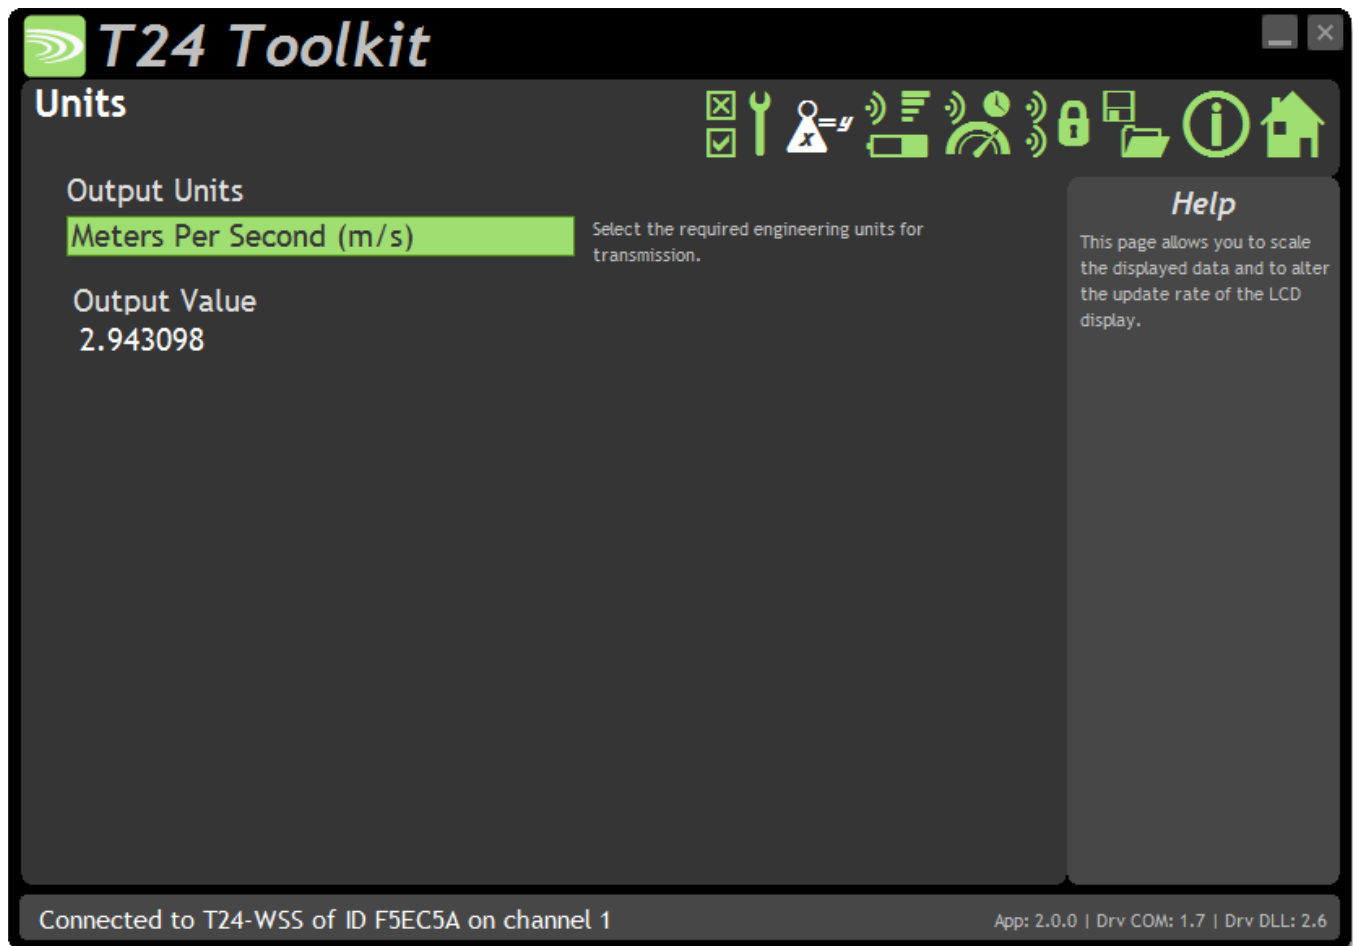 T24 Toolkit
Units
x=y
Output Units
Meters Per Second (m/s)
Select the required engineering units for
transmission.
Output Value
2.943098
Help
This page allows you to scale
the displayed data and to alter
the update rate of the LCD
display.
Connected to T24-WSS of ID F5EC5A on channel 1
App: 2.0.0 | Drv COM: 1.7 | Drv DLL: 2.6